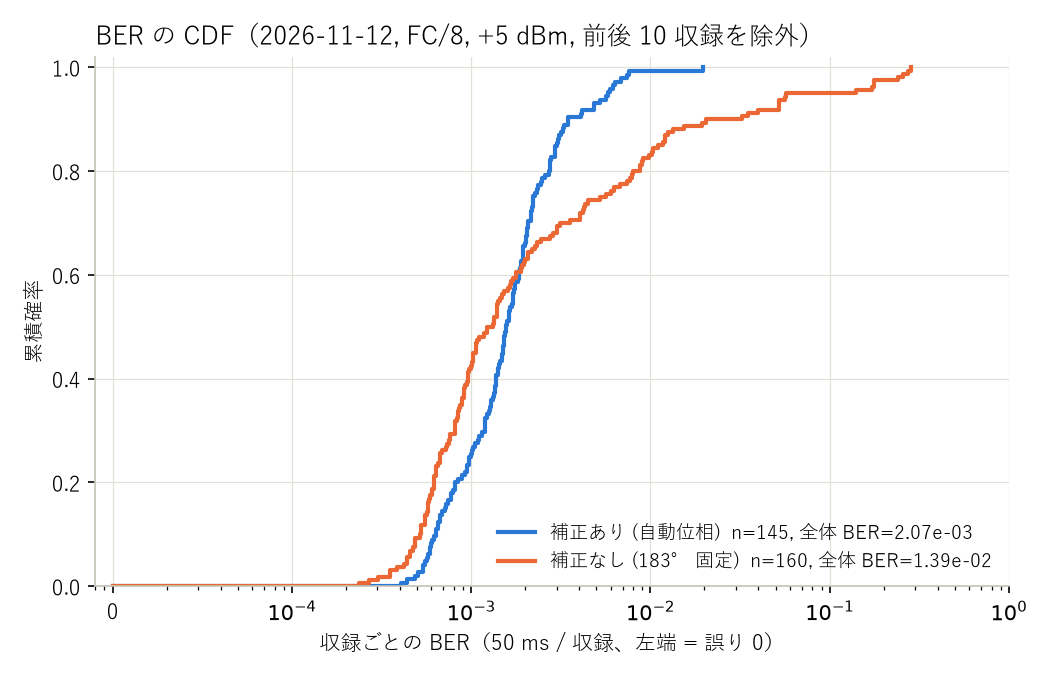 BER の CDF（2026-11-12, FC/8, +5 dBm, 前後 10 収録を除外）
累積確率
1.0
0.8
0.6
0.4
0.2
0.0
補正あり (自動位相) n=145, 全体 BER=2.07e-03
補正なし (183° 固定) n=160, 全体 BER=1.39e-02
0
10⁻⁴
10⁻³
10⁻²
10⁻¹
10⁰
収録ごとの BER（50 ms / 収録、左端 = 誤り 0）